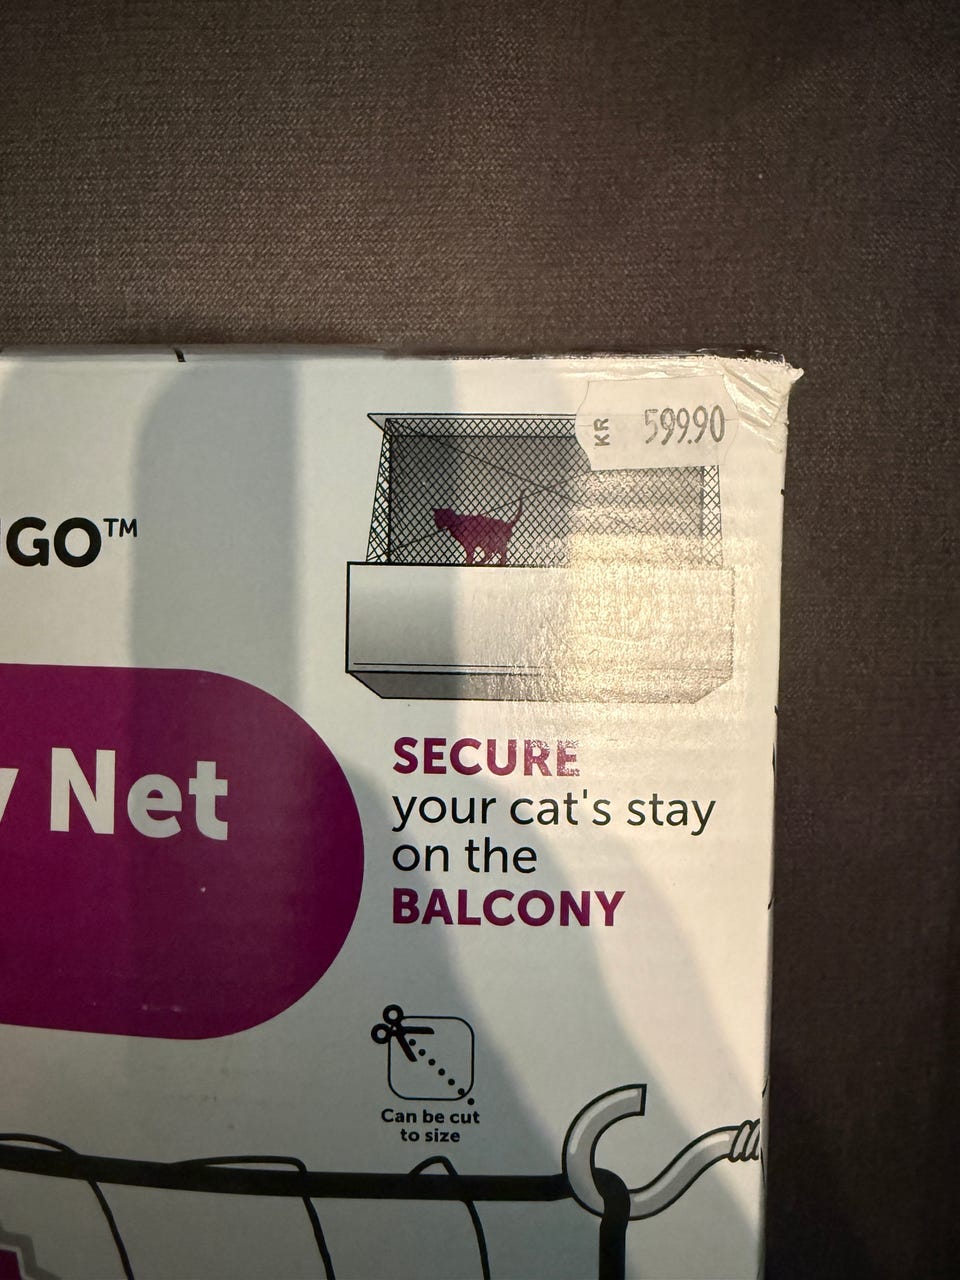 KR 599.90
GO™
Net
SECURE
your cat's stay
on the
BALCONY
Can be cut
to size